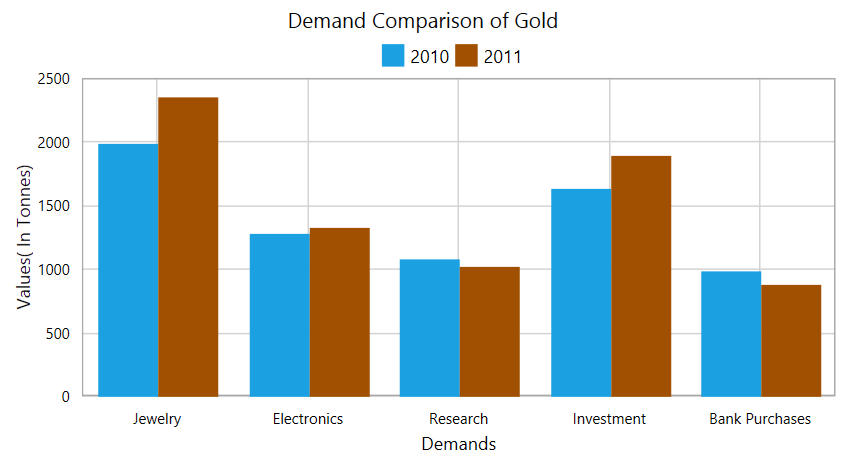 Demand Comparison of Gold
2010 2011
Values( In Tonnes)
2500
2000
1500
1000
500
0
Jewelry Electronics Research Investment Bank Purchases
Demands